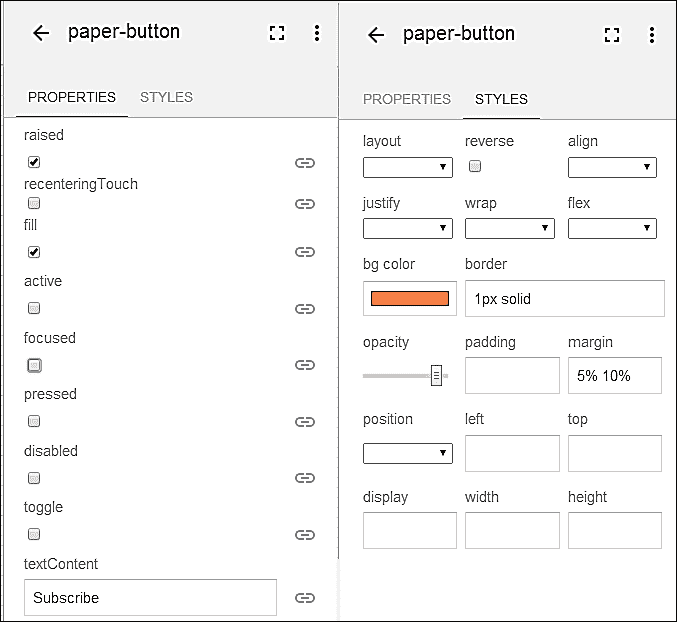 paper-button
PROPERTIES STYLES
raised
recenteringTouch
fill
active
focused
pressed
disabled
toggle
textContent
Subscribe
paper-button
PROPERTIES STYLES
layout reverse align
justify wrap flex
bg color border
1px solid
opacity padding margin
5% 10%
position left top
display width height